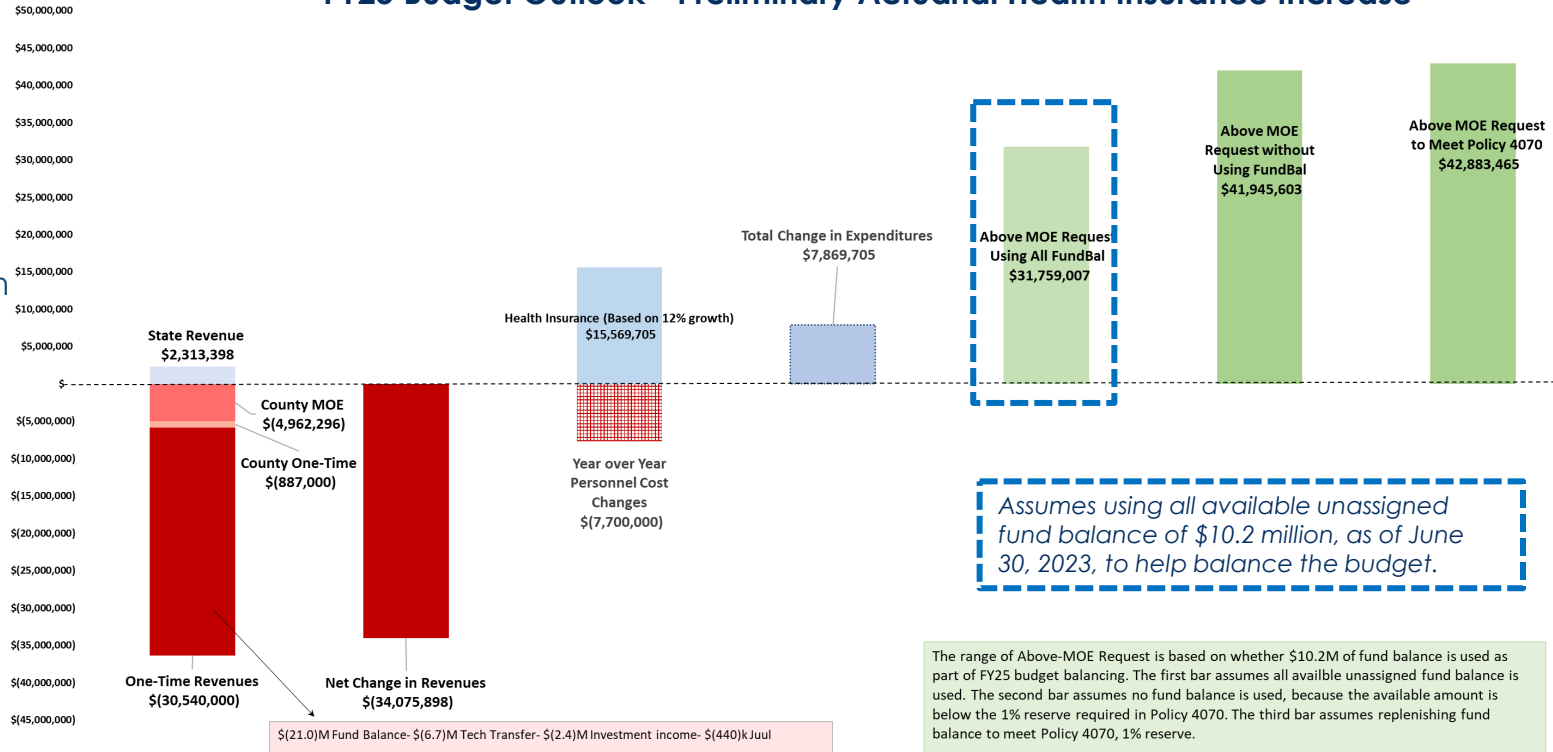 FY25 Budget Outlook - Preliminary Actuarial Health Insurance Increase
$50,000,000
$45,000,000
$40,000,000
$35,000,000
$30,000,000
$25,000,000
$20,000,000
$15,000,000
$10,000,000
$5,000,000
$-
$(5,000,000)
$(10,000,000)
$(15,000,000)
$(20,000,000)
$(25,000,000)
$(30,000,000)
$(35,000,000)
$(40,000,000)
$(45,000,000)
n
State Revenue
$2,313,398
County MOE
$(4,962,296)
County One-Time
$(887,000)
One-Time Revenues
$(30,540,000)
Net Change in Revenues
$(34,075,898)
Health Insurance (Based on 12% growth)
$15,569,705
Year over Year
Personnel Cost
Changes
$(7,700,000)
Total Change in Expenditures
$7,869,705
Above MOE Request
Using All FundBal
$31,759,007
Above MOE
Request without
Using FundBal
$41,945,603
Above MOE Request
to Meet Policy 4070
$42,883,465
Assumes using all available unassigned
fund balance of $10.2 million, as of June
30, 2023, to help balance the budget.
The range of Above-MOE Request is based on whether $10.2M of fund balance is used as
part of FY25 budget balancing. The first bar assumes all availble unassigned fund balance is
used. The second bar assumes no fund balance is used, because the available amount is
below the 1% reserve required in Policy 4070. The third bar assumes replenishing fund
balance to meet Policy 4070, 1% reserve.
$(21.0)M Fund Balance- $(6.7)M Tech Transfer- $(2.4)M Investment income- $(440)k Juul